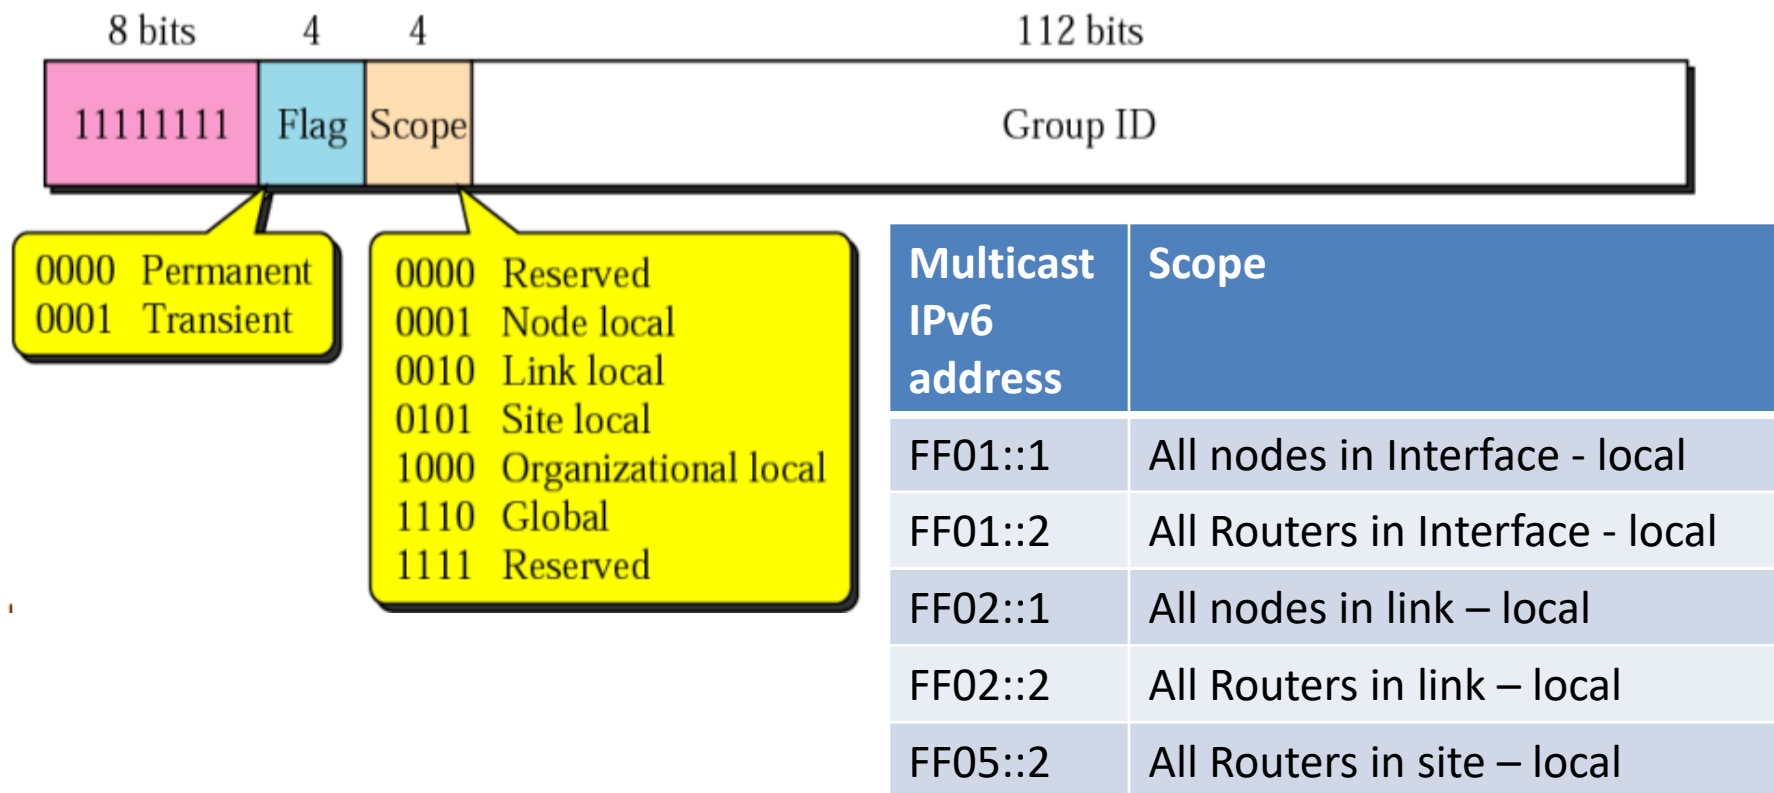 8 bits 4 4 112 bits
11111111 Flag Scope Group ID
0000 Permanent
0001 Transient
0000 Reserved
0001 Node local
0010 Link local
0101 Site local
1000 Organizational local
1110 Global
1111 Reserved
Multicast IPv6 address Scope
FF01::1 All nodes in Interface - local
FF01::2 All Routers in Interface - local
FF02::1 All nodes in link – local
FF02::2 All Routers in link – local
FF05::2 All Routers in site – local